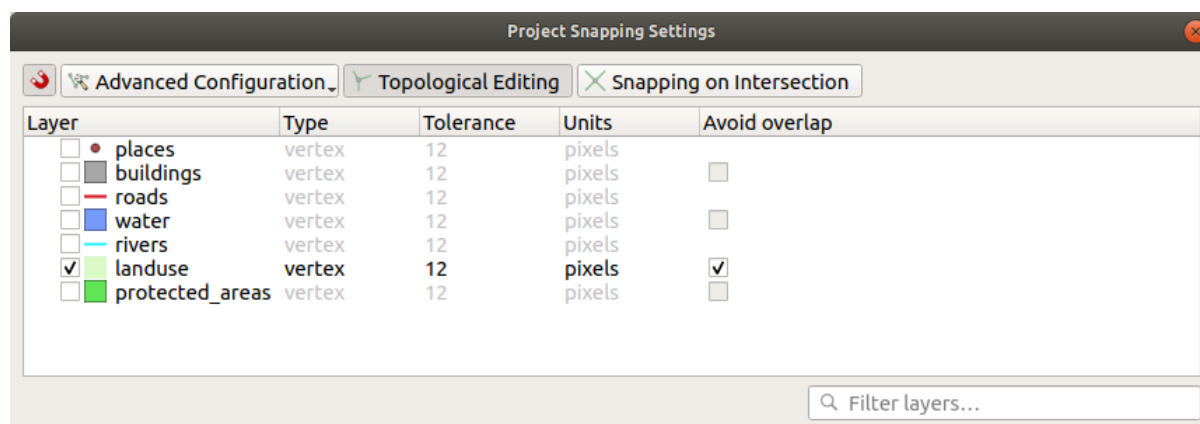 Project Snapping Settings
Advanced Configuration Topological Editing Snapping on Intersection
Layer Type Tolerance Units Avoid overlap
places vertex 12 pixels
buildings vertex 12 pixels
roads vertex 12 pixels
water vertex 12 pixels
rivers vertex 12 pixels
landuse vertex 12 pixels
protected_areas vertex 12 pixels
Filter layers...